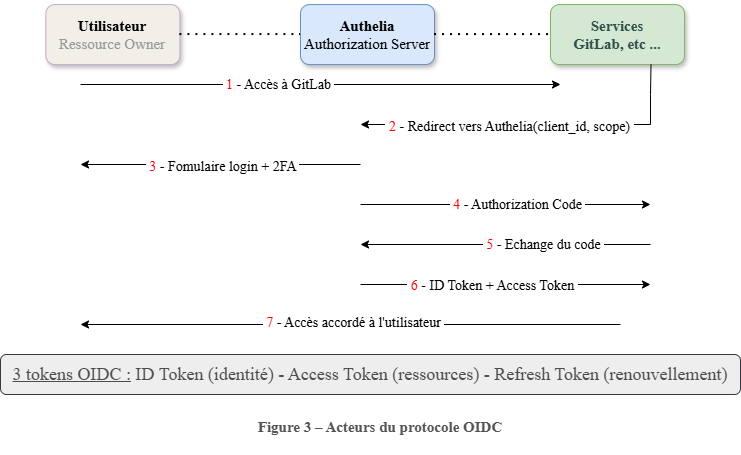 Utilisateur
Ressource Owner
Authelia
Authorization Server
Services
GitLab, etc ...
1 - Accès à GitLab
2 - Redirect vers Authelia(client_id, scope)
3 - Fomulaire login + 2FA
4 - Authorization Code
5 - Echange du code
6 - ID Token + Access Token
7 - Accès accordé à l'utilisateur
3 tokens OIDC : ID Token (identité) - Access Token (ressources) - Refresh Token (renouvellement)
Figure 3 – Acteurs du protocole OIDC